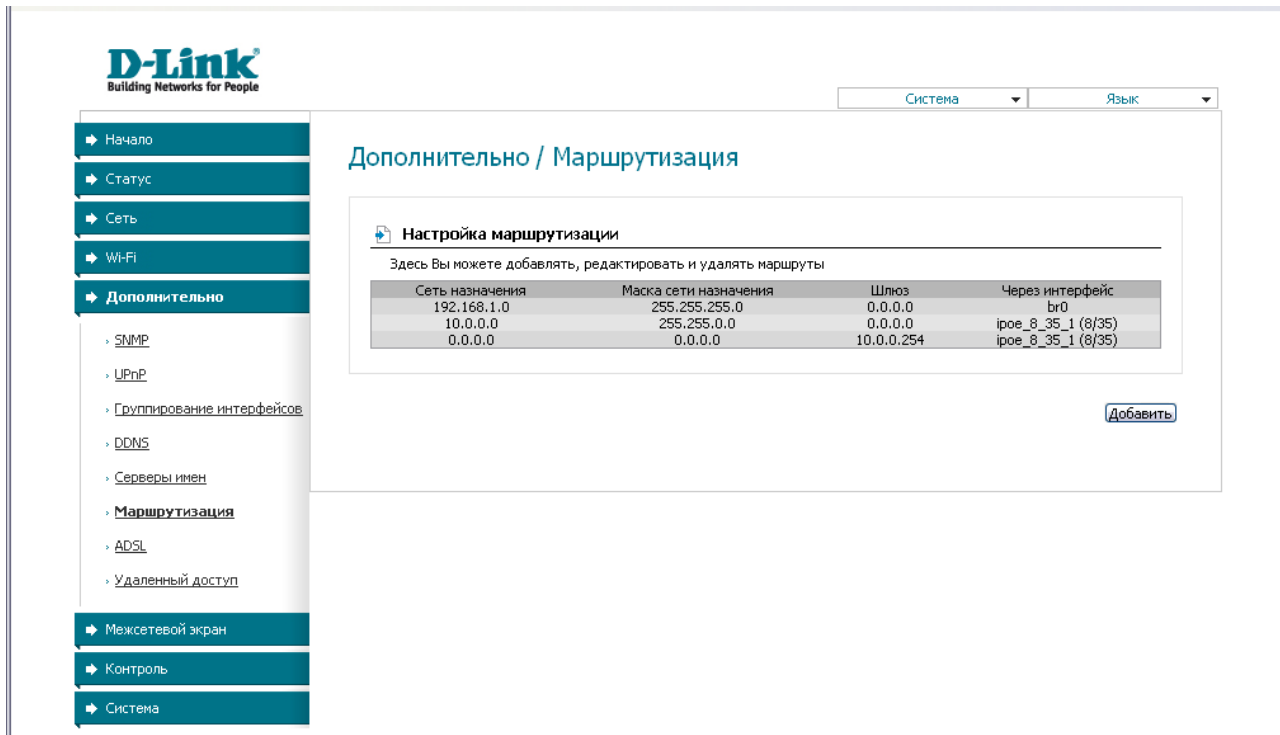 D-Link
Building Networks for People
Система
Язык
Начало
Статус
Сеть
Wi-Fi
Дополнительно
SNMP
UPnP
Группирование интерфейсов
DDNS
Серверы имен
Маршрутизация
ADSL
Удаленный доступ
Межсетевой экран
Контроль
Система
Дополнительно / Маршрутизация
Настройка маршрутизации
Здесь Вы можете добавлять, редактировать и удалять маршруты
Сеть назначения Маска сети назначения Шлюз Через интерфейс
192.168.1.0 255.255.255.0 0.0.0.0 br0
10.0.0.0 255.255.0.0 0.0.0.0 ipoe_8_35_1 (8/35)
0.0.0.0 0.0.0.0 10.0.0.254 ipoe_8_35_1 (8/35)
Добавить